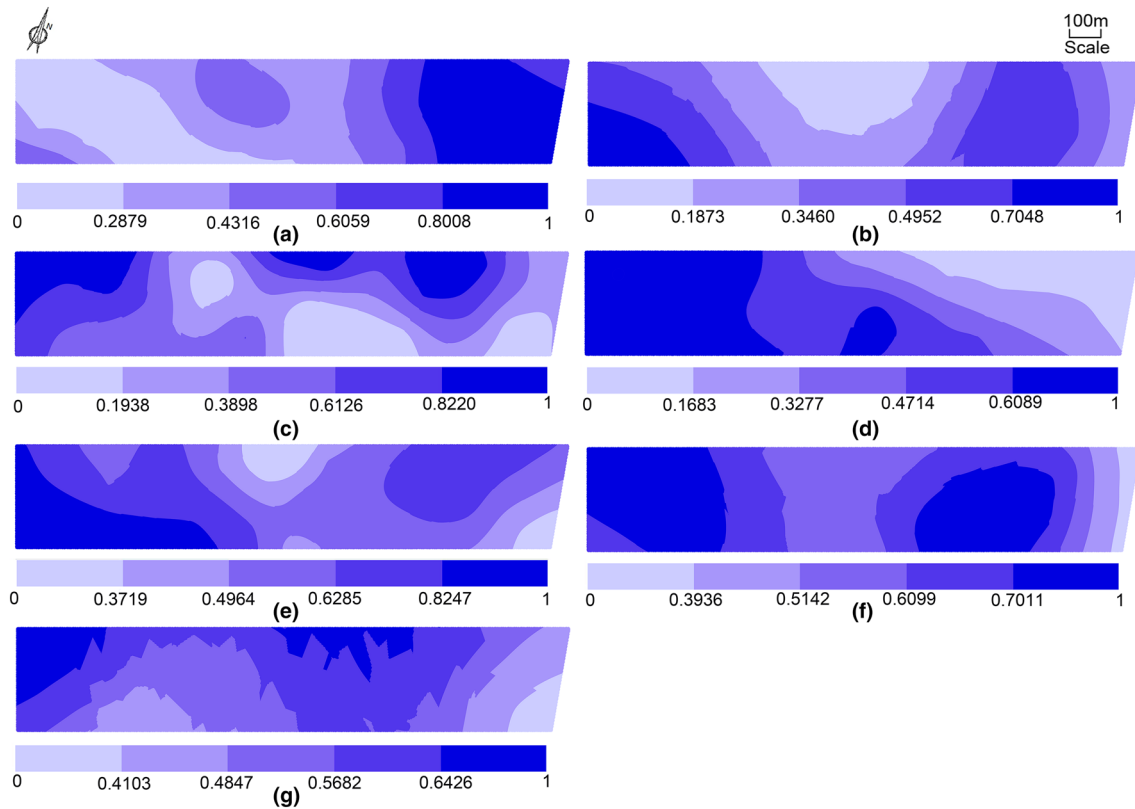 N
100m
Scale
0 0.2879 0.4316 0.6059 0.8008 1
(a)
0 0.1873 0.3460 0.4952 0.7048 1
(b)
0 0.1938 0.3898 0.6126 0.8220 1
(c)
0 0.1683 0.3277 0.4714 0.6089 1
(d)
0 0.3719 0.4964 0.6285 0.8247 1
(e)
0 0.3936 0.5142 0.6099 0.7011 1
(f)
0 0.4103 0.4847 0.5682 0.6426 1
(g)